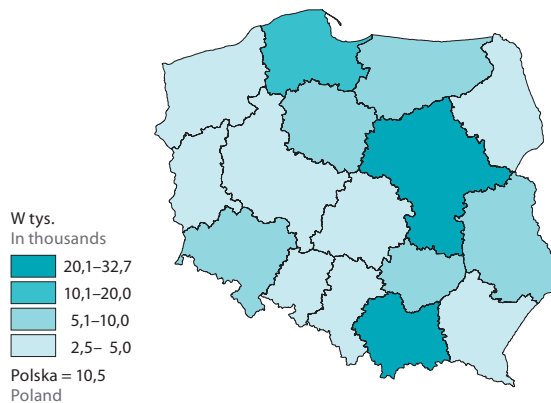 W tys.
In thousands
20,1–32,7
10,1–20,0
5,1–10,0
2,5– 5,0
Polska = 10,5
Poland